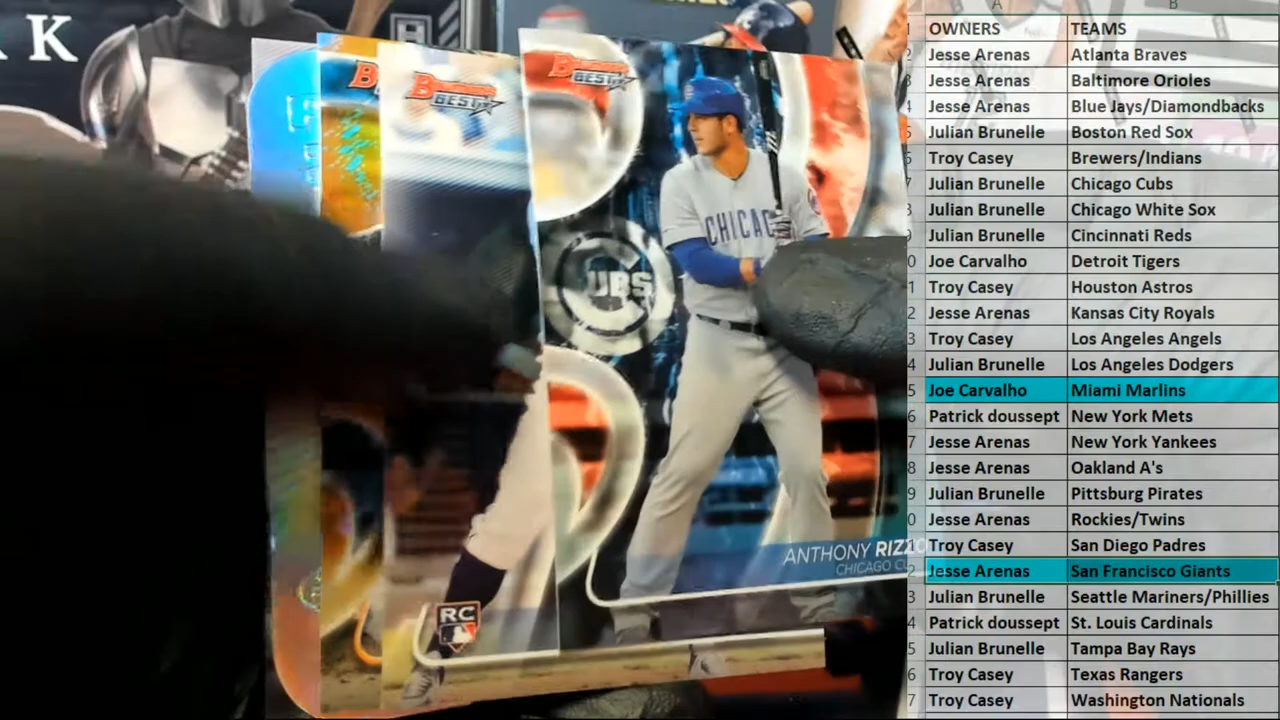 K
BOWMAN'S
BEST
BOWMAN'S
BEST
CHICAGO
CUBS
ANTHONY RIZZO
CHICAGO CU
RC
A B
OWNERS TEAMS
Jesse Arenas Atlanta Braves
Jesse Arenas Baltimore Orioles
Jesse Arenas Blue Jays/Diamondbacks
Julian Brunelle Boston Red Sox
Troy Casey Brewers/Indians
Julian Brunelle Chicago Cubs
Julian Brunelle Chicago White Sox
Julian Brunelle Cincinnati Reds
Joe Carvalho Detroit Tigers
Troy Casey Houston Astros
Jesse Arenas Kansas City Royals
Troy Casey Los Angeles Angels
Julian Brunelle Los Angeles Dodgers
Joe Carvalho Miami Marlins
Patrick doussept New York Mets
Jesse Arenas New York Yankees
Jesse Arenas Oakland A's
Julian Brunelle Pittsburg Pirates
Jesse Arenas Rockies/Twins
Troy Casey San Diego Padres
Jesse Arenas San Francisco Giants
Julian Brunelle Seattle Mariners/Phillies
Patrick doussept St. Louis Cardinals
Julian Brunelle Tampa Bay Rays
Troy Casey Texas Rangers
Troy Casey Washington Nationals